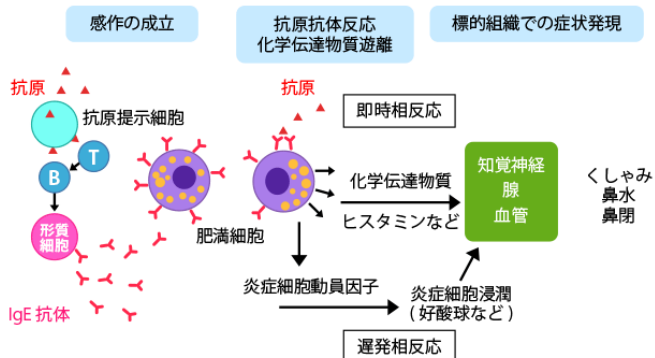 感作の成立
抗原抗体反応
化学伝達物質遊離
標的組織での症状発現
抗原
抗原提示細胞
T
B
形質
細胞
IgE 抗体
肥満細胞
抗原
即時相反応
化学伝達物質
ヒスタミンなど
知覚神経
腺
血管
くしゃみ
鼻水
鼻閉
炎症細胞動員因子
炎症細胞浸潤
( 好酸球など )
遅発相反応